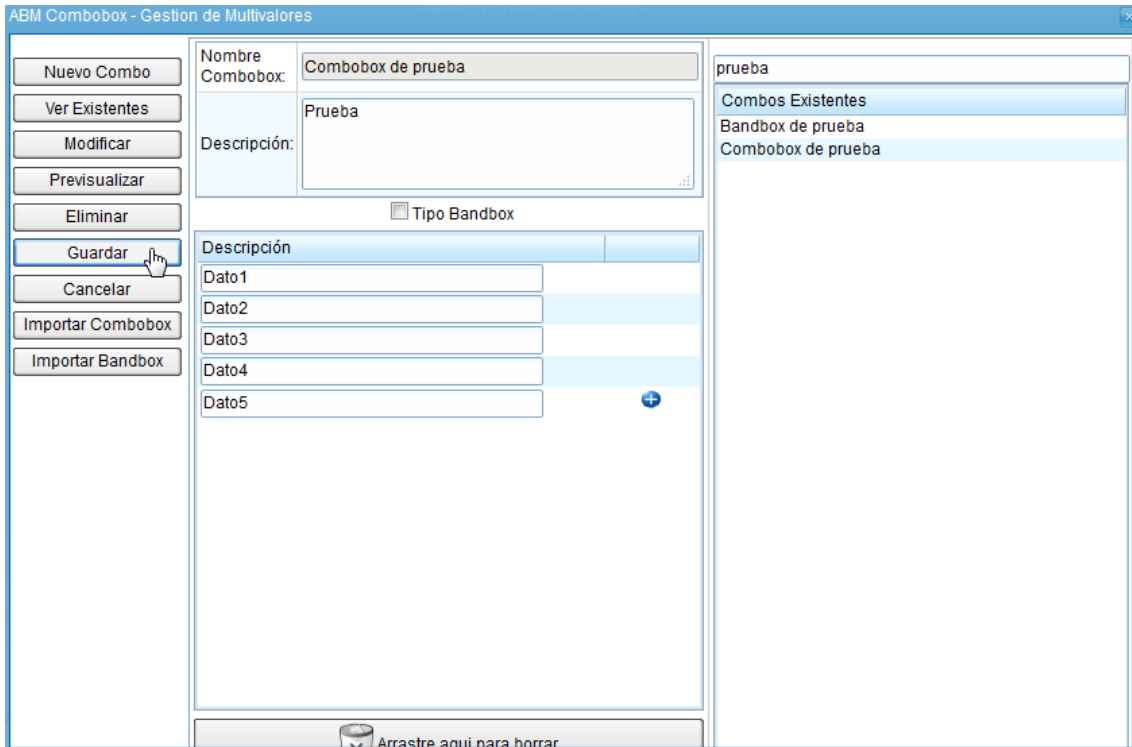 ABM Combobox - Gestion de Multivalores
Nuevo Combo
Ver Existentes
Modificar
Previsualizar
Eliminar
Guardar
Cancelar
Importar Combobox
Importar Bandbox
Nombre
Combobox:
Combobox de prueba
Descripción:
Prueba
Tipo Bandbox
Descripción
Dato1
Dato2
Dato3
Dato4
Dato5
Arrastre aqui para borrar
prueba
Combos Existentes
Bandbox de prueba
Combobox de prueba